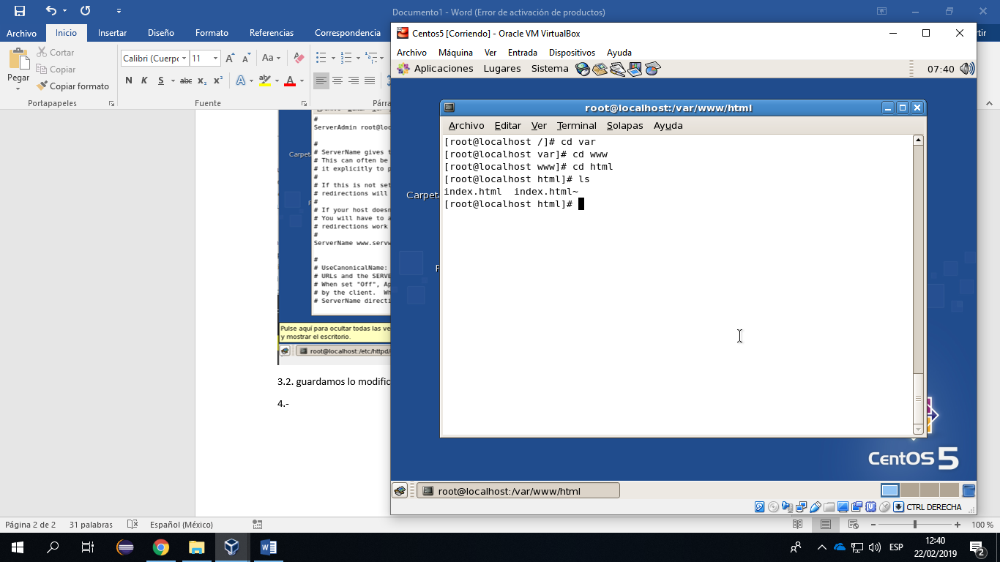 Documento1 - Word (Error de activación de productos)
Archivo Inicio Insertar Diseño Formato Referencias Correspondencia
Cortar
Copiar
Copiar formato
Pegar
Calibri (Cuerpo 11
N K S abc x₂ x²
Portapapeles Fuente Párra
#
ServerAdmin root@loc
#
# ServerName gives t
# This can often be
# it explicitly to p
#
# If this is not set
# redirections will
#
# If your host doesn
# You will have to a
# redirections work
#
ServerName www.servw
#
# UseCanonicalName:
# URLs and the SERVE
# When set "Off", Ap
# by the client. Wh
# ServerName directi
Carpeta
Pulse aquí para ocultar todas las ve
y mostrar el escritorio.
root@localhost:/etc/httpd/
3.2. guardamos lo modific
4.-
Centos5 [Corriendo] - Oracle VM VirtualBox
Archivo Máquina Ver Entrada Dispositivos Ayuda
Aplicaciones Lugares Sistema 07:40
root@localhost:/var/www/html
Archivo Editar Ver Terminal Solapas Ayuda
[root@localhost /]# cd var
[root@localhost var]# cd www
[root@localhost www]# cd html
[root@localhost html]# ls
index.html index.html~
[root@localhost html]#
Carpeta
CentOS 5
root@localhost:/var/www/html
CTRL DERECHA
Página 2 de 2 31 palabras Español (México) 100 %
ESP 12:40
22/02/2019
2